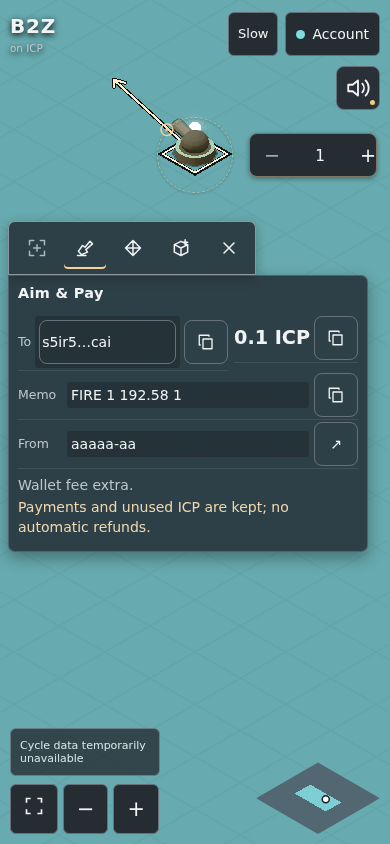 B2Z
on ICP
Slow
Account
1
Aim & Pay
To s5ir5...cai 0.1 ICP
Memo FIRE 1 192.58 1
From aaaaa-aa
Wallet fee extra.
Payments and unused ICP are kept; no
automatic refunds.
Cycle data temporarily
unavailable